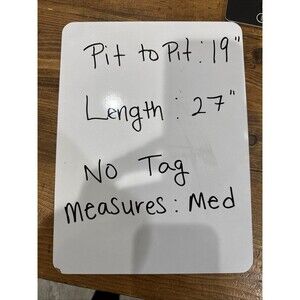 Pit to Pit: 19"
Length: 27"
No Tag
Measures: Med